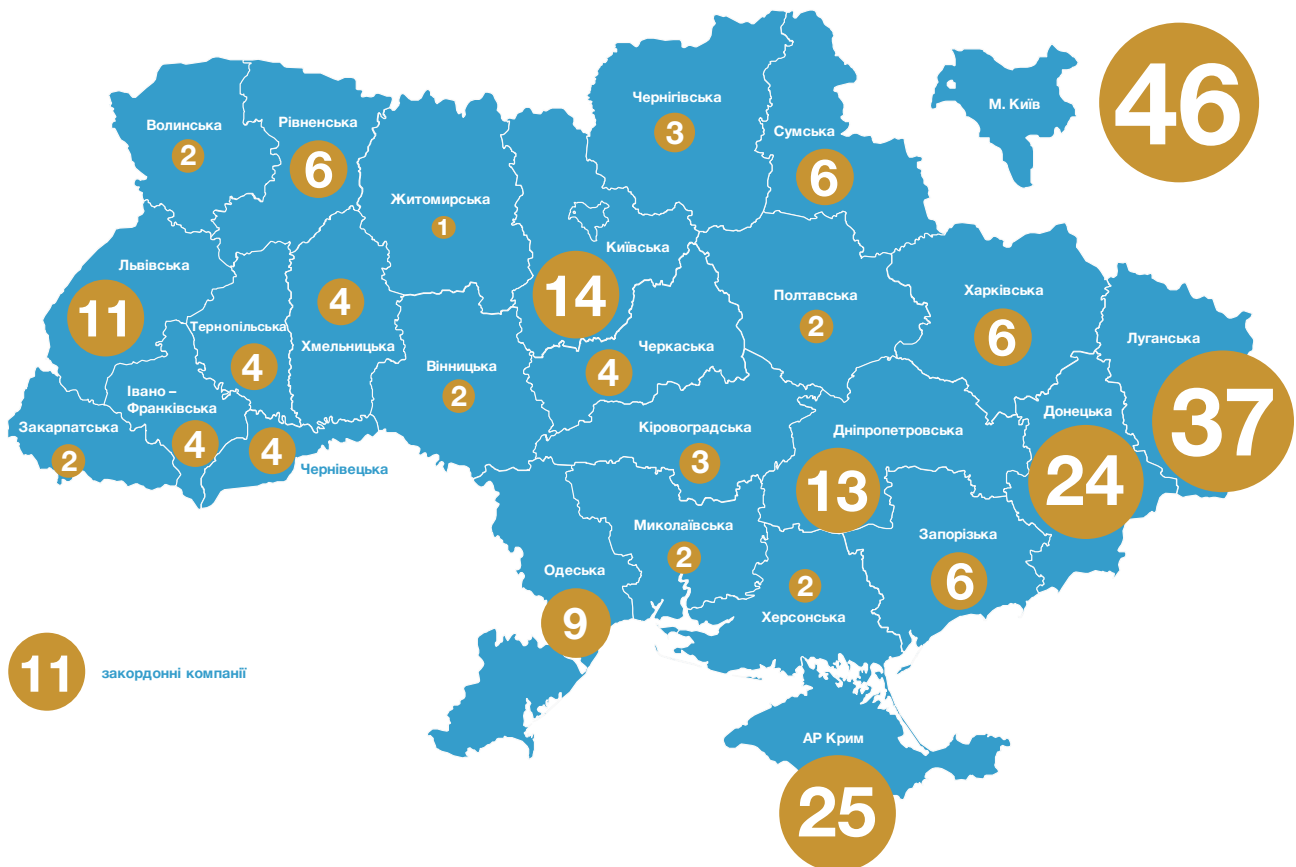 М. Київ
46
Чернігівська
3
Волинська
2
Рівненська
6
Сумська
6
Житомирська
1
Київська
14
Львівська
11
4
Хмельницька
Тернопільська
4
Полтавська
2
Харківська
6
Луганська
37
Черкаська
4
Вінницька
2
Івано –
Франківська
4
Закарпатська
2
4
Чернівецька
Кіровоградська
3
Дніпропетровська
13
Донецька
24
Миколаївська
2
Запорізька
6
Одеська
9
2
Херсонська
11
закордонні компанії
АР Крим
25